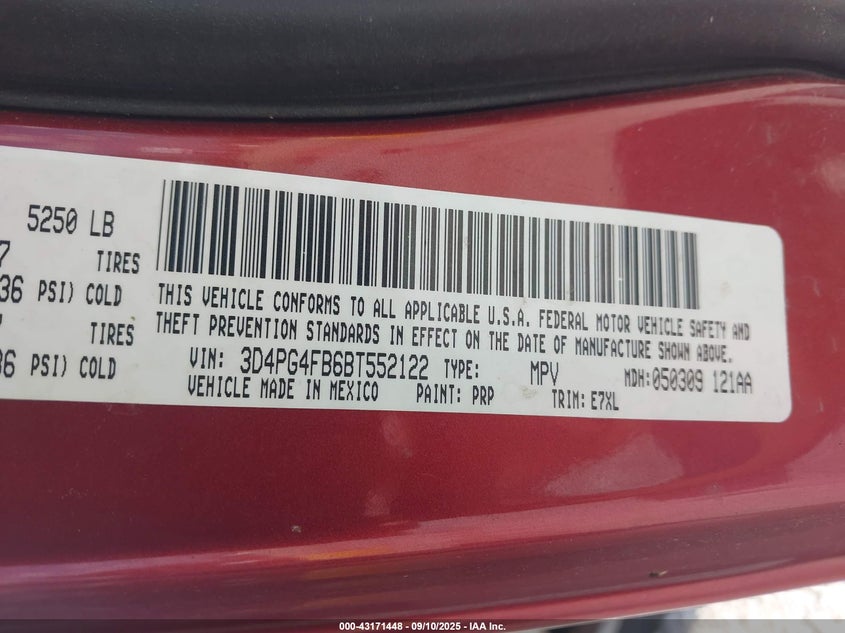 5250 LB
7 TIRES
36 PSI) COLD
TIRES
36 PSI) COLD
THIS VEHICLE CONFORMS TO ALL APPLICABLE U.S.A. FEDERAL MOTOR VEHICLE SAFETY AND
THEFT PREVENTION STANDARDS IN EFFECT ON THE DATE OF MANUFACTURE SHOWN ABOVE.
VIN: 3D4PG4FB6BT552122 TYPE: MPV MDH:050309 121AA
VEHICLE MADE IN MEXICO PAINT: PRP TRIM: E7XL
000-43171448 - 09/10/2025 - IAA Inc.